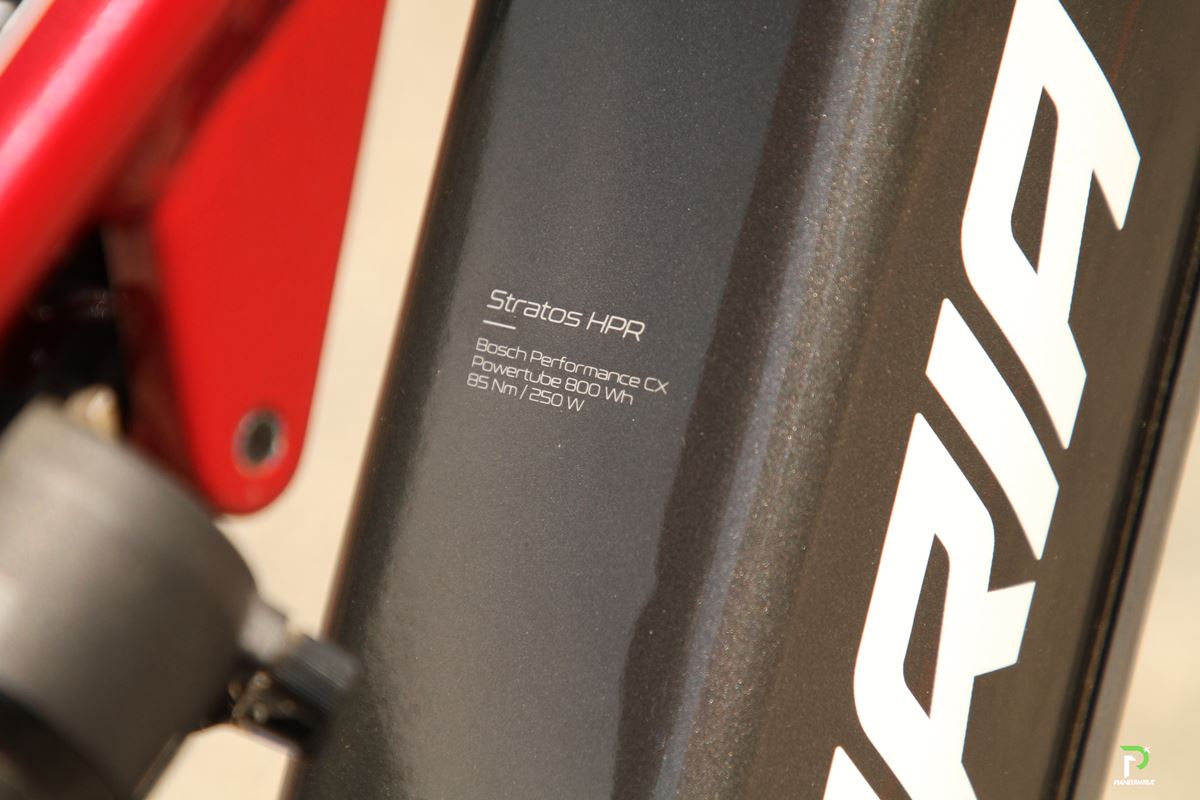 Stratos HPR
Bosch Performance CX
Powertube 800 Wh
85 Nm / 250 W
RIA